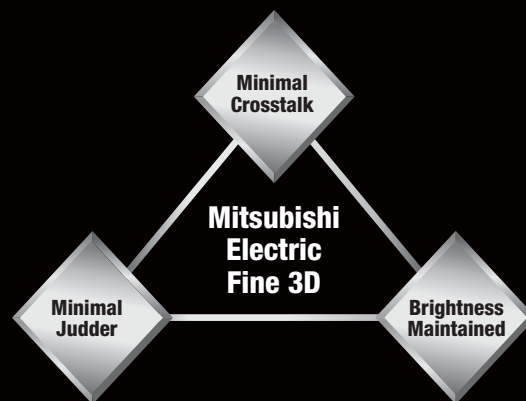 Minimal
Crosstalk
Mitsubishi
Electric
Fine 3D
Minimal
Judder
Brightness
Maintained